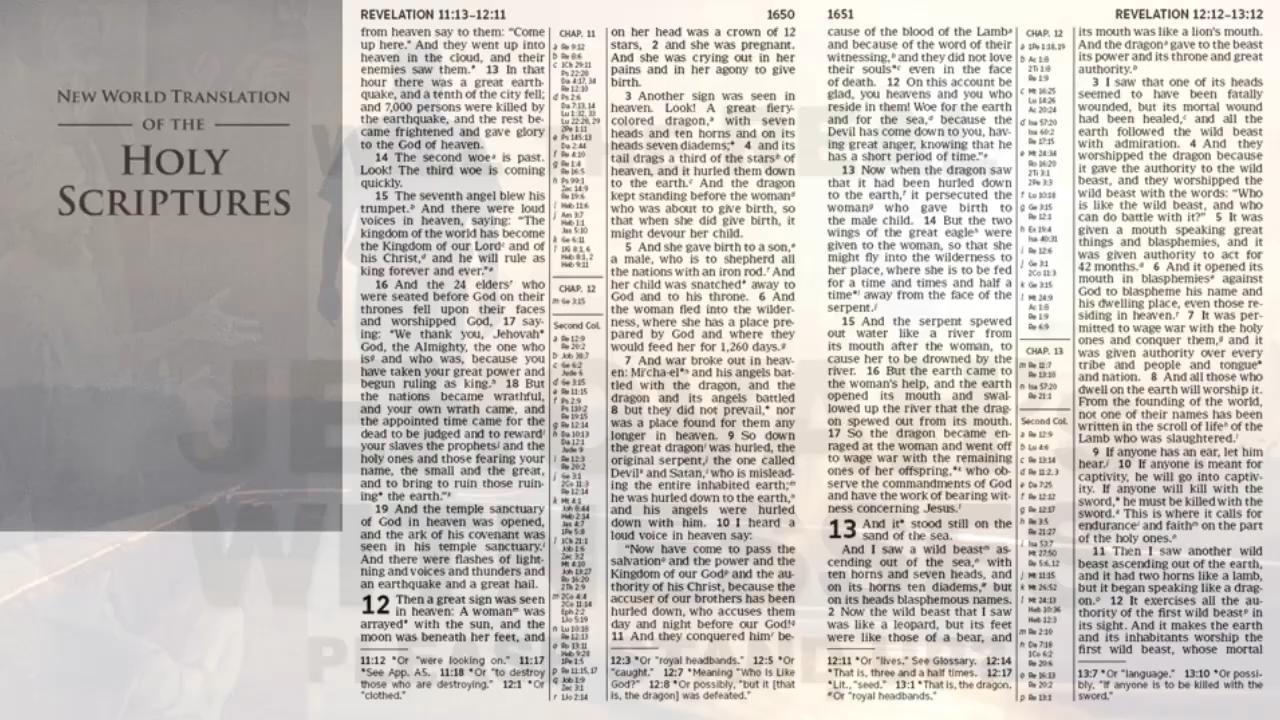 NEW WORLD TRANSLATION
OF THE
HOLY
SCRIPTURES
REVELATION 11:13–12:11
1650
from heaven say to them: “Come
up here.” And they went up into
heaven in the cloud, and their
enemies saw them.* 13 In that
hour there was a great earth-
quake, and a tenth of the city fell;
and 7,000 persons were killed by
the earthquake, and the rest be-
came frightened and gave glory
to the God of heaven.
14 The second woe is past.
Look! The third woe is coming
quickly.
15 The seventh angel blew his
trumpet. And there were loud
voices in heaven, saying: “The
kingdom of the world has become
the Kingdom of our Lord and of
his Christ, and he will rule as
king forever and ever.”
16 And the 24 elders who
were seated before God on their
thrones fell upon their faces
and worshipped God, 17 say-
ing: “We thank you, Jehovah*
God, the Almighty, the one who
is and who was, because you
have taken your great power and
begun ruling as king. 18 But
the nations became wrathful,
and your own wrath came, and
the appointed time came for the
dead to be judged and to reward
your slaves the prophets and the
holy ones and those fearing your
name, the small and the great,
and to bring to ruin those ruin-
ing* the earth.”
19 And the temple sanctuary
of God in heaven was opened,
and the ark of his covenant was
seen in his temple sanctuary.
And there were flashes of light-
ning and voices and thunders and
an earthquake and a great hail.
12 Then a great sign was seen
in heaven: A woman was
arrayed* with the sun, and the
moon was beneath her feet, and
11:12 *Or “were looking on.” 11:17
*See App. A5. 11:18 *Or “to destroy
those who are destroying.” 12:1 *Or
“clothed.”
CHAP. 11
CHAP. 12
Second Col.
on her head was a crown of 12
stars, 2 and she was pregnant.
And she was crying out in her
pains and in her agony to give
birth.
3 Another sign was seen in
heaven. Look! A great fiery-
colored dragon, with seven
heads and ten horns and on its
heads seven diadems;* 4 and its
tail drags a third of the stars of
heaven, and it hurled them down
to the earth. And the dragon
kept standing before the woman
who was about to give birth, so
that when she did give birth, it
might devour her child.
5 And she gave birth to a son,
a male, who is to shepherd all
the nations with an iron rod. And
her child was snatched* away to
God and to his throne. 6 And
the woman fled into the wilder-
ness, where she has a place pre-
pared by God and where they
would feed her for 1,260 days.
7 And war broke out in heav-
en: Mi′cha·el* and his angels bat-
tled with the dragon, and the
dragon and its angels battled
8 but they did not prevail,* nor
was a place found for them any
longer in heaven. 9 So down
the great dragon was hurled, the
original serpent, the one called
Devil and Satan, who is mislead-
ing the entire inhabited earth;
he was hurled down to the earth,
and his angels were hurled
down with him. 10 I heard a
loud voice in heaven say:
“Now have come to pass the
salvation and the power and the
Kingdom of our God and the au-
thority of his Christ, because the
accuser of our brothers has been
hurled down, who accuses them
day and night before our God!
11 And they conquered him be-
12:3 *Or “royal headbands.” 12:5 *Or
“caught.” 12:7 *Meaning “Who Is Like
God?” 12:8 *Or possibly, “but it [that
is, the dragon] was defeated.”
1651
REVELATION 12:12–13:12
cause of the blood of the Lamb
and because of the word of their
witnessing, and they did not love
their souls* even in the face
of death. 12 On this account be
glad, you heavens and you who
reside in them! Woe for the earth
and for the sea, because the
Devil has come down to you, hav-
ing great anger, knowing that he
has a short period of time.”
13 Now when the dragon saw
that it had been hurled down
to the earth, it persecuted the
woman who gave birth to
the male child. 14 But the two
wings of the great eagle were
given to the woman, so that she
might fly into the wilderness to
her place, where she is to be fed
for a time and times and half a
time* away from the face of the
serpent.
15 And the serpent spewed
out water like a river from
its mouth after the woman, to
cause her to be drowned by the
river. 16 But the earth came to
the woman’s help, and the earth
opened its mouth and swal-
lowed up the river that the drag-
on spewed out from its mouth.
17 So the dragon became en-
raged at the woman and went off
to wage war with the remaining
ones of her offspring,* who ob-
serve the commandments of God
and have the work of bearing wit-
ness concerning Jesus.
13 And it* stood still on the
sand of the sea.
And I saw a wild beast as-
cending out of the sea, with
ten horns and seven heads, and
on its horns ten diadems,* but
on its heads blasphemous names.
2 Now the wild beast that I saw
was like a leopard, but its feet
were like those of a bear, and
12:11 *Or “lives.” See Glossary. 12:14
*That is, three and a half times. 12:17
*Lit., “seed.” 13:1 *That is, the dragon.
*Or “royal headbands.”
CHAP. 12
CHAP. 13
Second Col.
its mouth was like a lion’s mouth.
And the dragon gave to the beast
its power and its throne and great
authority.
3 I saw that one of its heads
seemed to have been fatally
wounded, but its mortal wound
had been healed, and all the
earth followed the wild beast
with admiration. 4 And they
worshipped the dragon because
it gave the authority to the wild
beast, and they worshipped the
wild beast with the words: “Who
is like the wild beast, and who
can do battle with it?” 5 It was
given a mouth speaking great
things and blasphemies, and it
was given authority to act for
42 months. 6 And it opened its
mouth in blasphemies against
God to blaspheme his name and
his dwelling place, even those re-
siding in heaven. 7 It was per-
mitted to wage war with the holy
ones and conquer them, and it
was given authority over every
tribe and people and tongue*
and nation. 8 And all those who
dwell on the earth will worship it.
From the founding of the world,
not one of their names has been
written in the scroll of life of the
Lamb who was slaughtered.
9 If anyone has an ear, let him
hear. 10 If anyone is meant for
captivity, he will go into captiv-
ity. If anyone will kill with the
sword,* he must be killed with the
sword. This is where it calls for
endurance and faith on the part
of the holy ones.
11 Then I saw another wild
beast ascending out of the earth,
and it had two horns like a lamb,
but it began speaking like a drag-
on. 12 It exercises all the au-
thority of the first wild beast in
its sight. And it makes the earth
and its inhabitants worship the
first wild beast, whose mortal
13:7 *Or “language.” 13:10 *Or possi-
bly, “If anyone is to be killed with the
sword.”